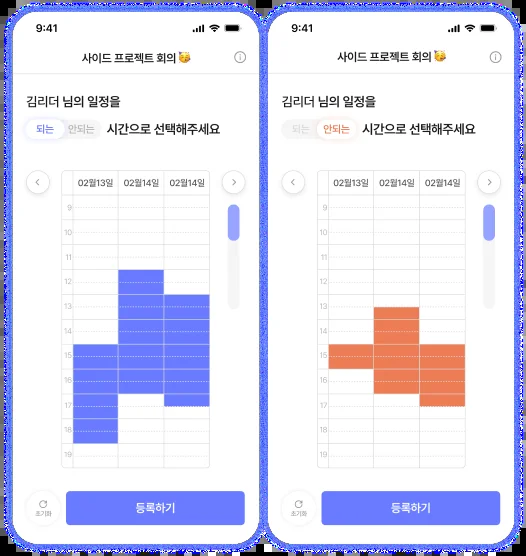 9:41
사이드 프로젝트 회의 🥳
김리더 님의 일정을
되는 안되는 시간으로 선택해주세요
02월13일 02월14일 02월14일
9
10
11
12
13
14
15
16
17
18
19
초기화
등록하기
9:41
사이드 프로젝트 회의 🥳
김리더 님의 일정을
되는 안되는 시간으로 선택해주세요
02월13일 02월14일 02월14일
9
10
11
12
13
14
15
16
17
18
19
초기화
등록하기